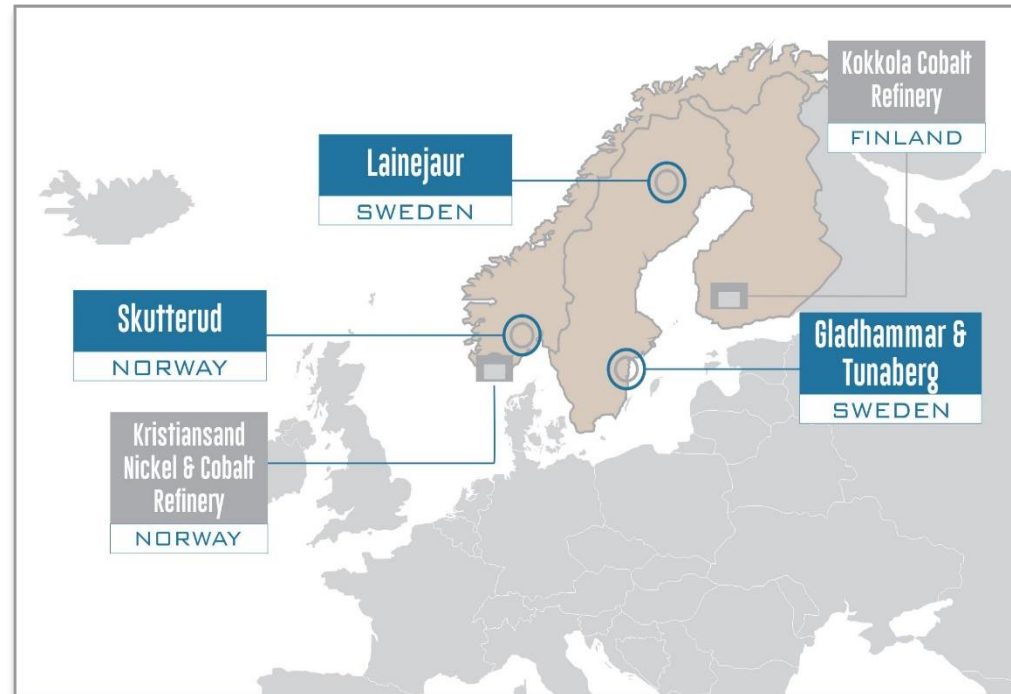 Kokkola Cobalt
Refinery
FINLAND
Lainejaur
SWEDEN
Skutterud
NORWAY
Gladhammar &
Tunaberg
SWEDEN
Kristiansand
Nickel & Cobalt
Refinery
NORWAY